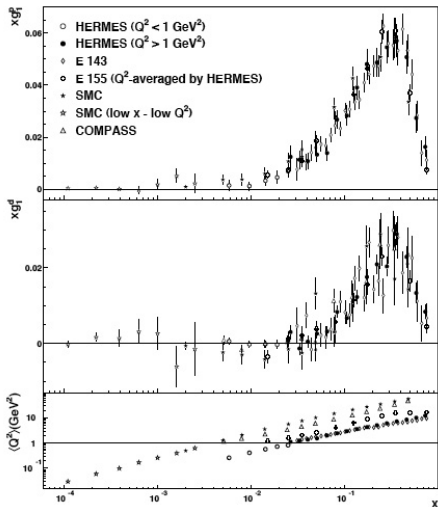 xg₁ᵖ
○ HERMES (Q² < 1 GeV²)
● HERMES (Q² > 1 GeV²)
◊ E 143
o E 155 (Q²-averaged by HERMES)
★ SMC
☆ SMC (low x - low Q²)
△ COMPASS
0.06
0.04
0.02
0
xg₁ᵈ
0.02
0
⟨Q²⟩(GeV²)
10
1
10⁻¹
10⁻⁴ 10⁻³ 10⁻² 10⁻¹ x